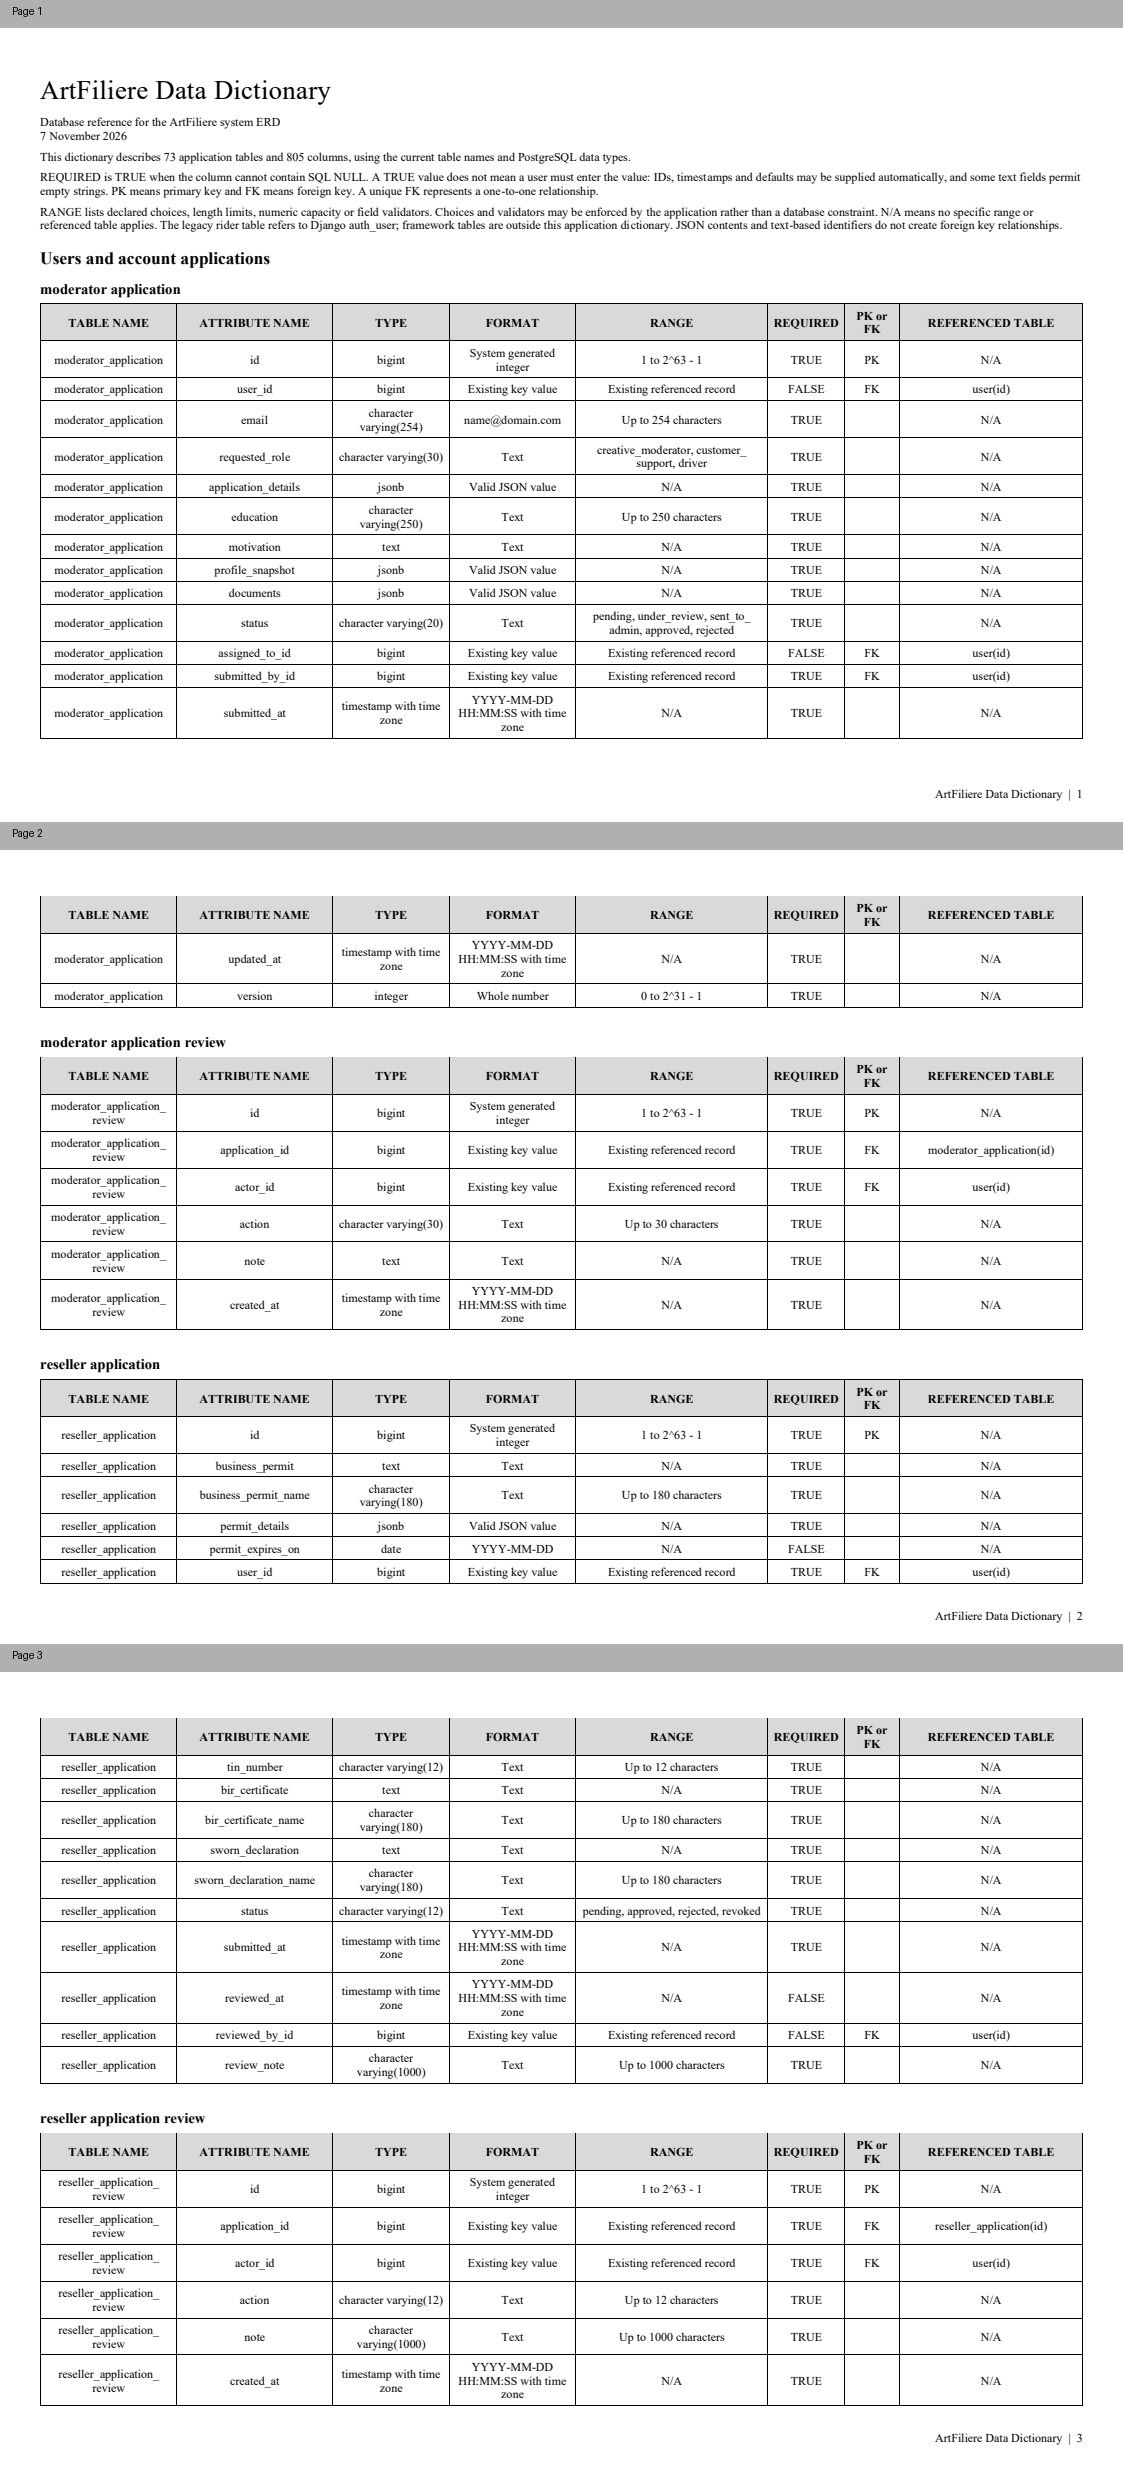 Page 1
ArtFiliere Data Dictionary
Database reference for the ArtFiliere system ERD
7 November 2026
This dictionary describes 73 application tables and 805 columns, using the current table names and PostgreSQL data types.
REQUIRED is TRUE when the column cannot contain SQL NULL. A TRUE value does not mean a user must enter the value: IDs, timestamps and defaults may be supplied automatically, and some text fields permit
empty strings. PK means primary key and FK means foreign key. A unique FK represents a one-to-one relationship.
RANGE lists declared choices, length limits, numeric capacity or field validators. Choices and validators may be enforced by the application rather than a database constraint. N/A means no specific range or
referenced table applies. The legacy rider table refers to Django auth_user; framework tables are outside this application dictionary. JSON contents and text-based identifiers do not create foreign key relationships.
Users and account applications
moderator application
TABLE NAME ATTRIBUTE NAME TYPE FORMAT RANGE REQUIRED PK or FK REFERENCED TABLE
moderator_application id bigint System generated integer 1 to 2^63 - 1 TRUE PK N/A
moderator_application user_id bigint Existing key value Existing referenced record FALSE FK user(id)
moderator_application email character varying(254) name@domain.com Up to 254 characters TRUE N/A
moderator_application requested_role character varying(30) Text creative_moderator, customer_support, driver TRUE N/A
moderator_application application_details jsonb Valid JSON value N/A TRUE N/A
moderator_application education character varying(250) Text Up to 250 characters TRUE N/A
moderator_application motivation text Text N/A TRUE N/A
moderator_application profile_snapshot jsonb Valid JSON value N/A TRUE N/A
moderator_application documents jsonb Valid JSON value N/A TRUE N/A
moderator_application status character varying(20) Text pending, under_review, sent_to_admin, approved, rejected TRUE N/A
moderator_application assigned_to_id bigint Existing key value Existing referenced record FALSE FK user(id)
moderator_application submitted_by_id bigint Existing key value Existing referenced record TRUE FK user(id)
moderator_application submitted_at timestamp with time zone YYYY-MM-DD HH:MM:SS with time zone N/A TRUE N/A
ArtFiliere Data Dictionary | 1
Page 2
TABLE NAME ATTRIBUTE NAME TYPE FORMAT RANGE REQUIRED PK or FK REFERENCED TABLE
moderator_application updated_at timestamp with time zone YYYY-MM-DD HH:MM:SS with time zone N/A TRUE N/A
moderator_application version integer Whole number 0 to 2^31 - 1 TRUE N/A
moderator application review
TABLE NAME ATTRIBUTE NAME TYPE FORMAT RANGE REQUIRED PK or FK REFERENCED TABLE
moderator_application_review id bigint System generated integer 1 to 2^63 - 1 TRUE PK N/A
moderator_application_review application_id bigint Existing key value Existing referenced record TRUE FK moderator_application(id)
moderator_application_review actor_id bigint Existing key value Existing referenced record TRUE FK user(id)
moderator_application_review action character varying(30) Text Up to 30 characters TRUE N/A
moderator_application_review note text Text N/A TRUE N/A
moderator_application_review created_at timestamp with time zone YYYY-MM-DD HH:MM:SS with time zone N/A TRUE N/A
reseller application
TABLE NAME ATTRIBUTE NAME TYPE FORMAT RANGE REQUIRED PK or FK REFERENCED TABLE
reseller_application id bigint System generated integer 1 to 2^63 - 1 TRUE PK N/A
reseller_application business_permit text Text N/A TRUE N/A
reseller_application business_permit_name character varying(180) Text Up to 180 characters TRUE N/A
reseller_application permit_details jsonb Valid JSON value N/A TRUE N/A
reseller_application permit_expires_on date YYYY-MM-DD N/A FALSE N/A
reseller_application user_id bigint Existing key value Existing referenced record TRUE FK user(id)
ArtFiliere Data Dictionary | 2
Page 3
TABLE NAME ATTRIBUTE NAME TYPE FORMAT RANGE REQUIRED PK or FK REFERENCED TABLE
reseller_application tin_number character varying(12) Text Up to 12 characters TRUE N/A
reseller_application bir_certificate text Text N/A TRUE N/A
reseller_application bir_certificate_name character varying(180) Text Up to 180 characters TRUE N/A
reseller_application sworn_declaration text Text N/A TRUE N/A
reseller_application sworn_declaration_name character varying(180) Text Up to 180 characters TRUE N/A
reseller_application status character varying(12) Text pending, approved, rejected, revoked TRUE N/A
reseller_application submitted_at timestamp with time zone YYYY-MM-DD HH:MM:SS with time zone N/A TRUE N/A
reseller_application reviewed_at timestamp with time zone YYYY-MM-DD HH:MM:SS with time zone N/A FALSE N/A
reseller_application reviewed_by_id bigint Existing key value Existing referenced record FALSE FK user(id)
reseller_application review_note character varying(1000) Text Up to 1000 characters TRUE N/A
reseller application review
TABLE NAME ATTRIBUTE NAME TYPE FORMAT RANGE REQUIRED PK or FK REFERENCED TABLE
reseller_application_review id bigint System generated integer 1 to 2^63 - 1 TRUE PK N/A
reseller_application_review application_id bigint Existing key value Existing referenced record TRUE FK reseller_application(id)
reseller_application_review actor_id bigint Existing key value Existing referenced record TRUE FK user(id)
reseller_application_review action character varying(12) Text Up to 12 characters TRUE N/A
reseller_application_review note character varying(1000) Text Up to 1000 characters TRUE N/A
reseller_application_review created_at timestamp with time zone YYYY-MM-DD HH:MM:SS with time zone N/A TRUE N/A
ArtFiliere Data Dictionary | 3